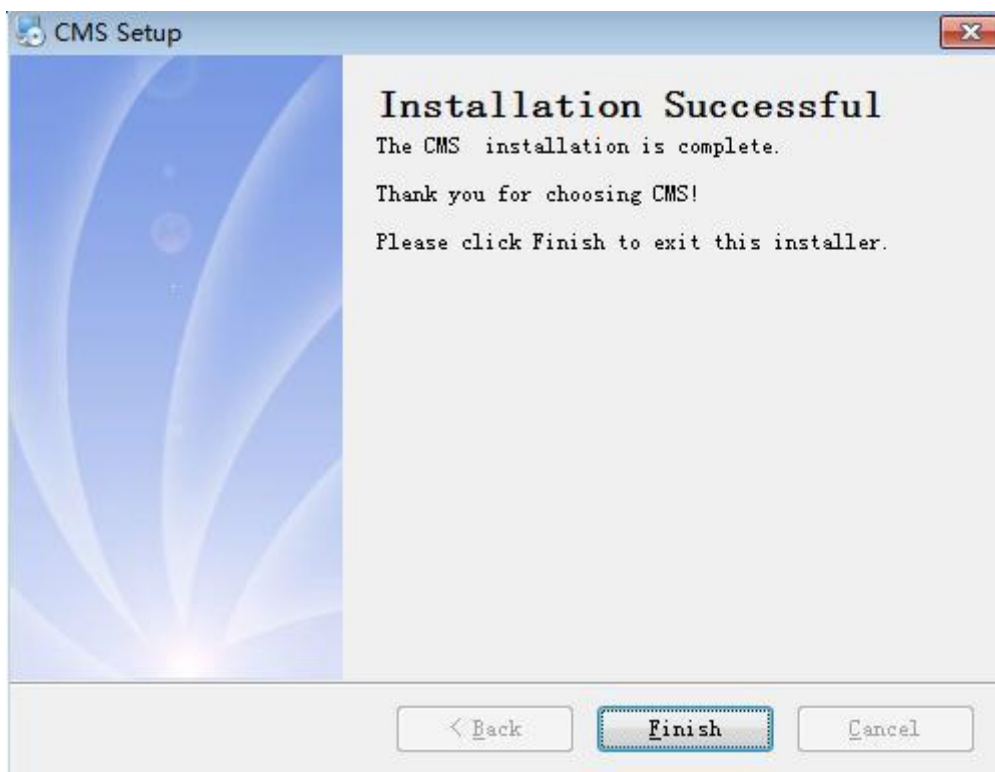 CMS Setup
Installation Successful
The CMS  installation is complete.
Thank you for choosing CMS!
Please click Finish to exit this installer.
< Back
Finish
Cancel